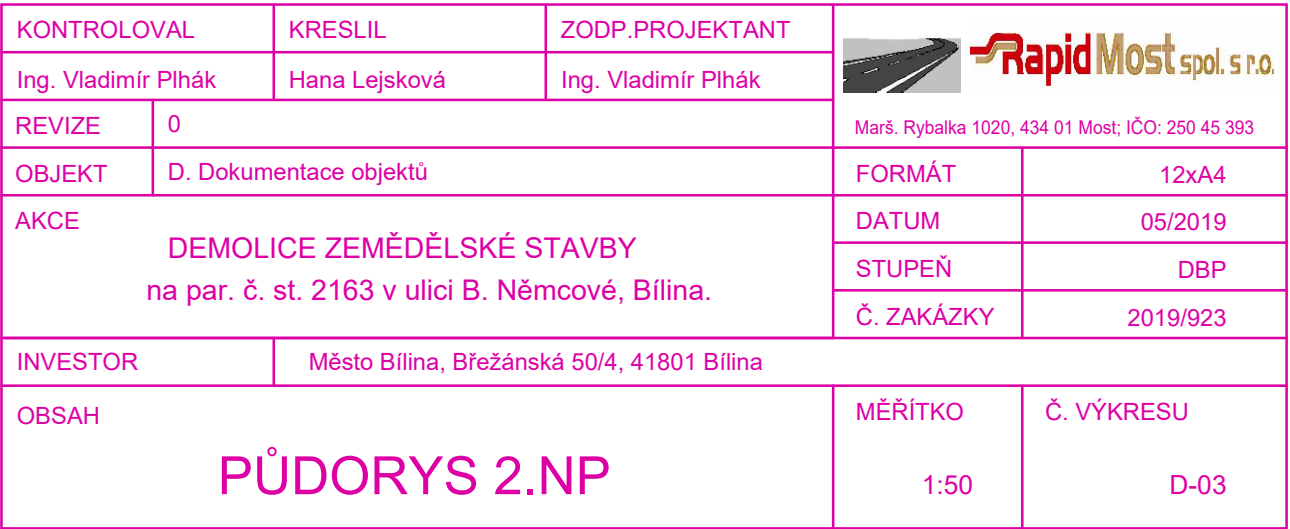 KONTROLOVAL KRESLIL ZODP.PROJEKTANT
Ing. Vladimír Plhák Hana Lejsková Ing. Vladimír Plhák
RapidMost spol. s r.o.
REVIZE 0
Marš. Rybalka 1020, 434 01 Most; IČO: 250 45 393
OBJEKT D. Dokumentace objektů
FORMÁT 12xA4
AKCE
DEMOLICE ZEMĚDĚLSKÉ STAVBY
na par. č. st. 2163 v ulici B. Němcové, Bílina.
DATUM 05/2019
STUPEŇ DBP
Č. ZAKÁZKY 2019/923
INVESTOR Město Bílina, Břežánská 50/4, 41801 Bílina
OBSAH
PŮDORYS 2.NP
MĚŘÍTKO
1:50
Č. VÝKRESU
D-03